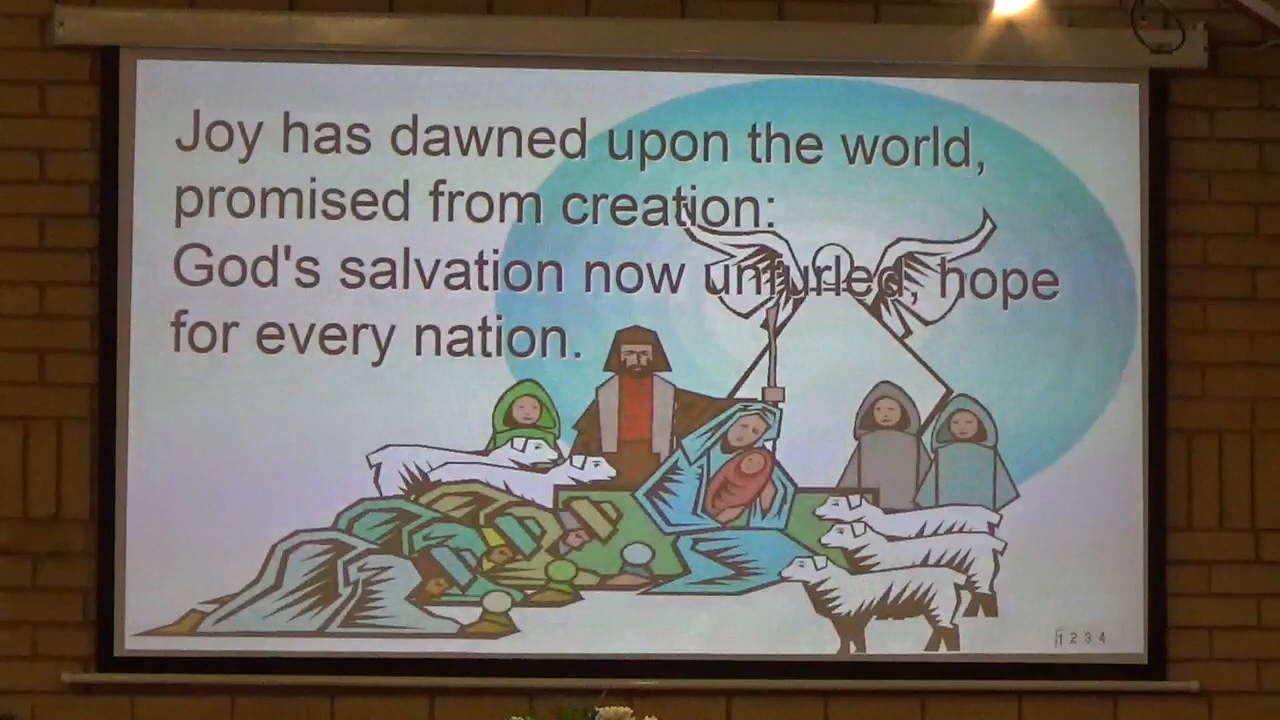 Joy has dawned upon the world,
promised from creation:
God's salvation now unfurled, hope
for every nation.
1 2 3 4